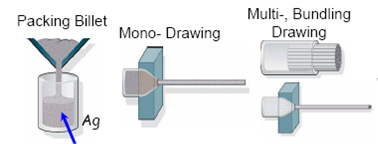 Packing Billet
Mono- Drawing
Multi-, Bundling
Drawing
Ag